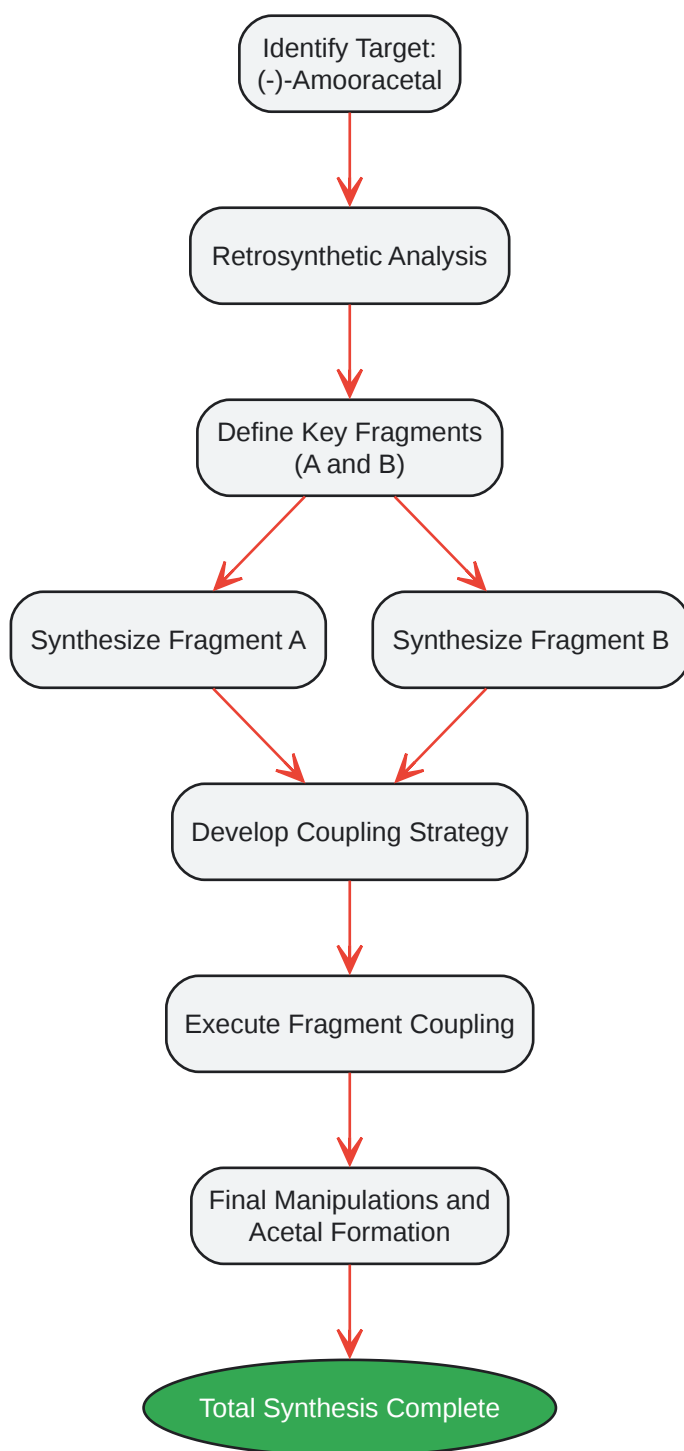 Identify Target:
(-)-Amooracetal
Retrosynthetic Analysis
Define Key Fragments
(A and B)
Synthesize Fragment A
Synthesize Fragment B
Develop Coupling Strategy
Execute Fragment Coupling
Final Manipulations and
Acetal Formation
Total Synthesis Complete